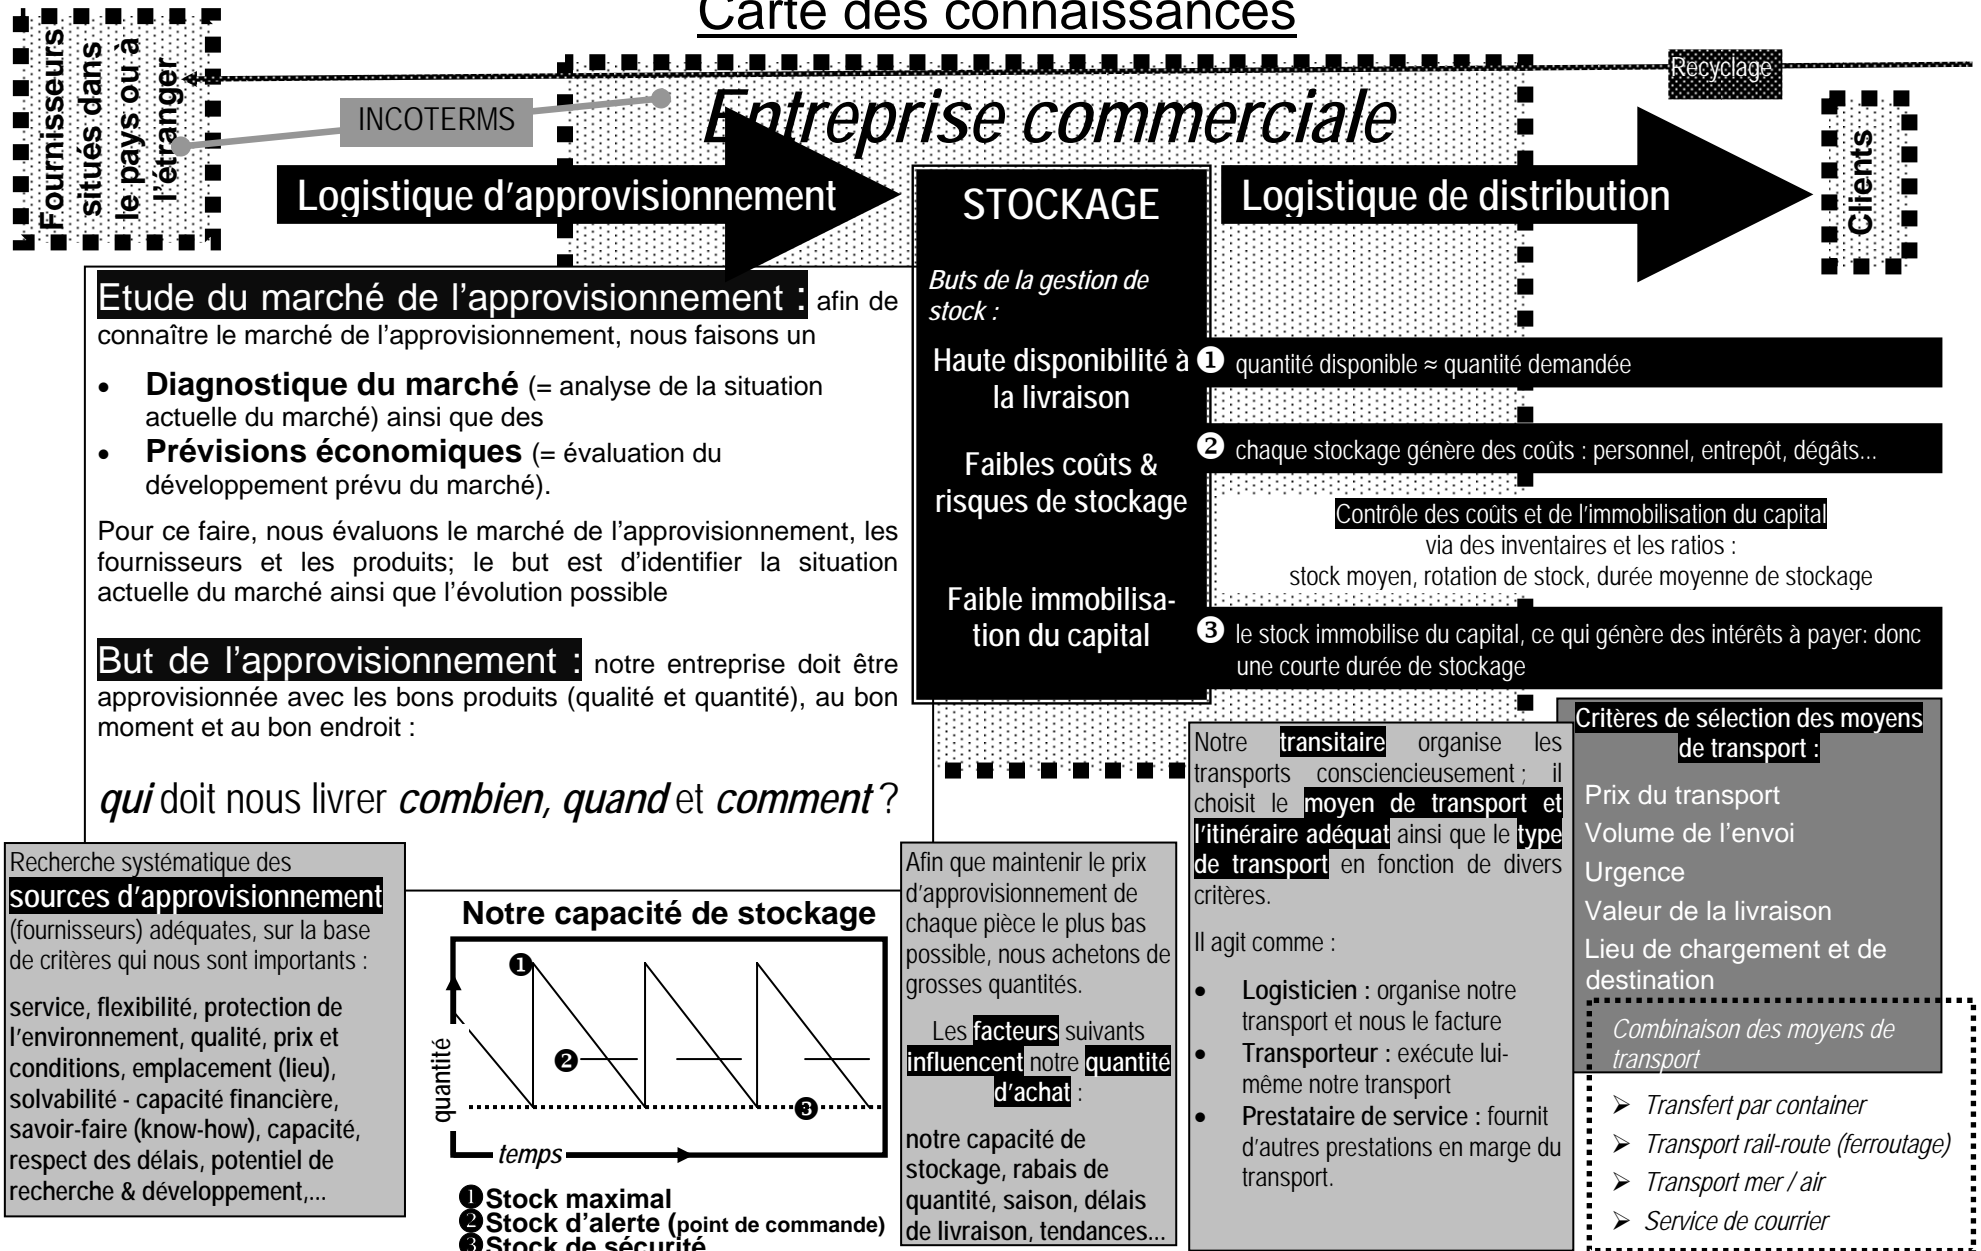 Carte des connaissances
Recyclage
Fournisseurs
situés dans
le pays ou à
l'étranger
INCOTERMS
Entreprise commerciale
Clients
Logistique d'approvisionnement
STOCKAGE
Logistique de distribution
Etude du marché de l'approvisionnement : afin de
connaître le marché de l'approvisionnement, nous faisons un
• Diagnostique du marché (= analyse de la situation
actuelle du marché) ainsi que des
• Prévisions économiques (= évaluation du
développement prévu du marché).
Pour ce faire, nous évaluons le marché de l'approvisionnement, les
fournisseurs et les produits; le but est d'identifier la situation
actuelle du marché ainsi que l'évolution possible
But de l'approvisionnement : notre entreprise doit être
approvisionnée avec les bons produits (qualité et quantité), au bon
moment et au bon endroit :
qui doit nous livrer combien, quand et comment ?
Buts de la gestion de
stock :
Haute disponibilité à
la livraison
Faibles coûts &
risques de stockage
Faible immobilisa-
tion du capital
❶ quantité disponible ≈ quantité demandée
❷ chaque stockage génère des coûts : personnel, entrepôt, dégâts...
Contrôle des coûts et de l'immobilisation du capital
via des inventaires et les ratios :
stock moyen, rotation de stock, durée moyenne de stockage
❸ le stock immobilise du capital, ce qui génère des intérêts à payer: donc
une courte durée de stockage
Recherche systématique des
sources d'approvisionnement
(fournisseurs) adéquates, sur la base
de critères qui nous sont importants :
service, flexibilité, protection de
l'environnement, qualité, prix et
conditions, emplacement (lieu),
solvabilité - capacité financière,
savoir-faire (know-how), capacité,
respect des délais, potentiel de
recherche & développement,...
Notre capacité de stockage
❶
❷
❸
quantité
temps
❶Stock maximal
❷Stock d'alerte (point de commande)
❸Stock de sécurité
Afin que maintenir le prix
d'approvisionnement de
chaque pièce le plus bas
possible, nous achetons de
grosses quantités.
Les facteurs suivants
influencent notre quantité
d'achat :
notre capacité de
stockage, rabais de
quantité, saison, délais
de livraison, tendances...
Notre transitaire organise les
transports consciencieusement ; il
choisit le moyen de transport et
l'itinéraire adéquat ainsi que le type
de transport en fonction de divers
critères.
Il agit comme :
• Logisticien : organise notre
transport et nous le facture
• Transporteur : exécute lui-
même notre transport
• Prestataire de service : fournit
d'autres prestations en marge du
transport.
Critères de sélection des moyens
de transport :
Prix du transport
Volume de l'envoi
Urgence
Valeur de la livraison
Lieu de chargement et de
destination
Combinaison des moyens de
transport
➢ Transfert par container
➢ Transport rail-route (ferroutage)
➢ Transport mer / air
➢ Service de courrier